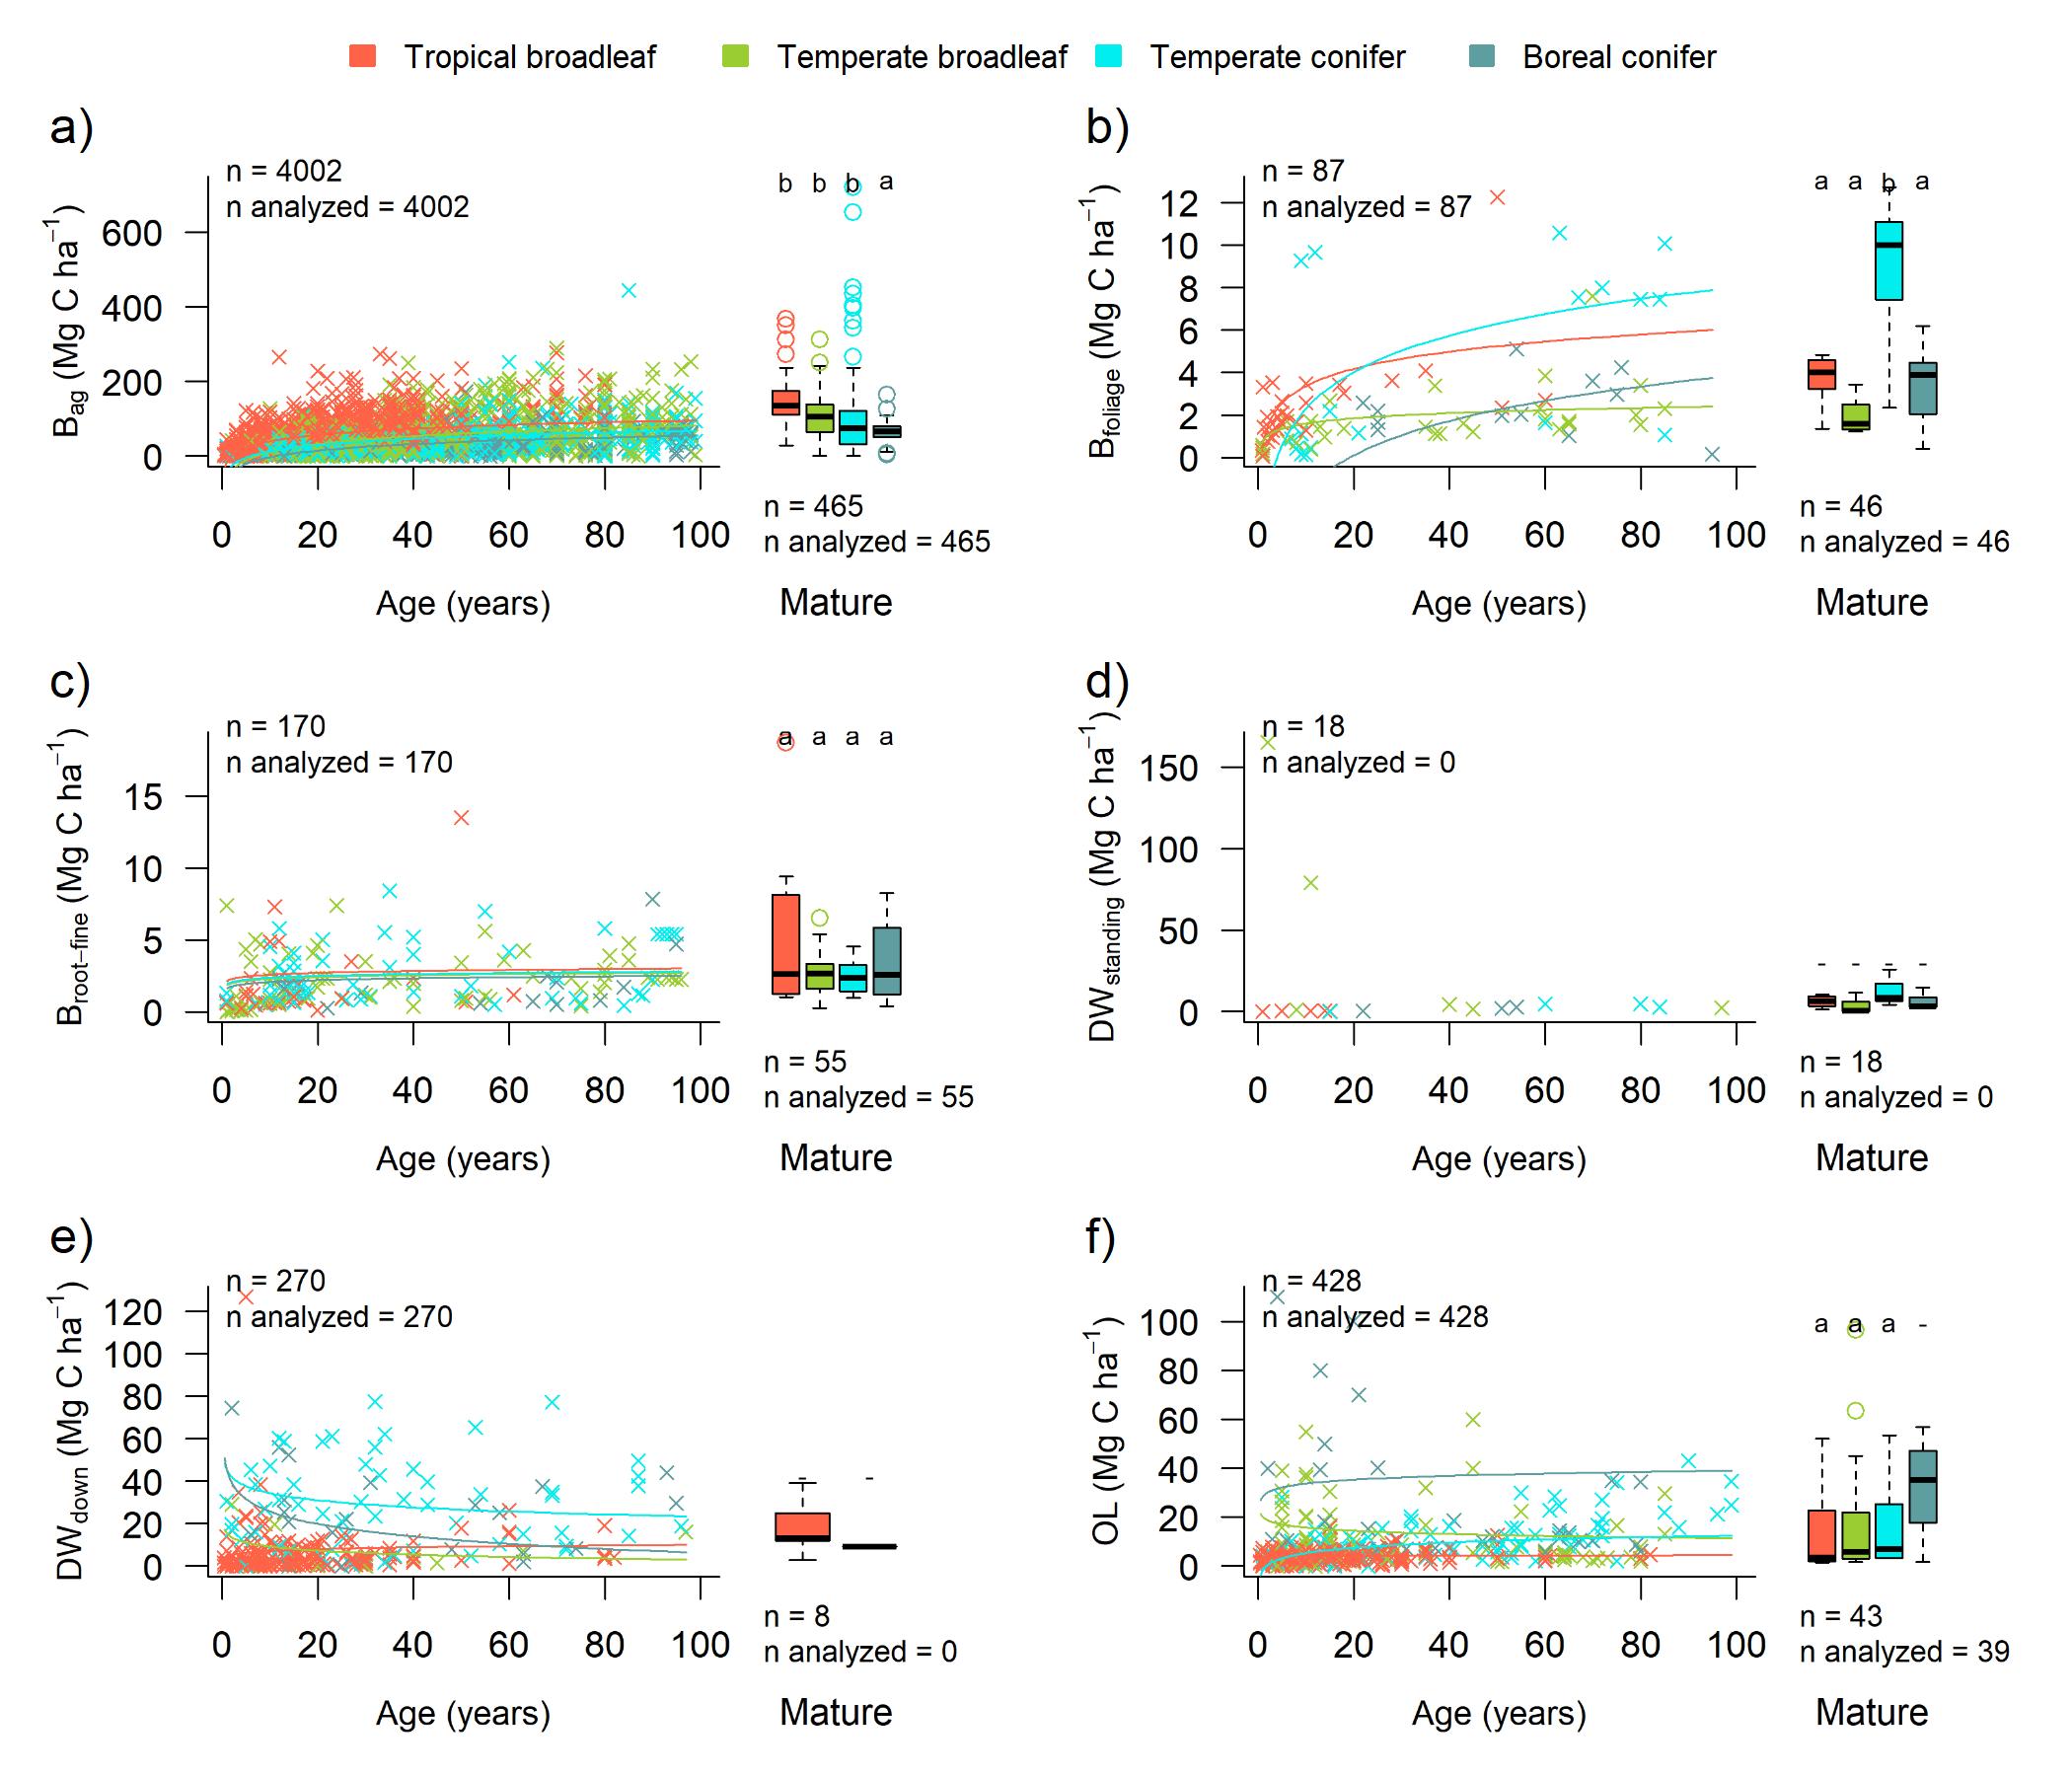 Tropical broadleaf Temperate broadleaf Temperate conifer Boreal conifer
a)
n = 4002
n analyzed = 4002
b b b a
Bag (Mg C ha−1)
600
400
200
0
0 20 40 60 80 100
Age (years)
n = 465
n analyzed = 465
Mature
b)
n = 87
n analyzed = 87
a a b a
Bfoliage (Mg C ha−1)
12
10
8
6
4
2
0
0 20 40 60 80 100
Age (years)
n = 46
n analyzed = 46
Mature
c)
n = 170
n analyzed = 170
a a a a
Broot−fine (Mg C ha−1)
15
10
5
0
0 20 40 60 80 100
Age (years)
n = 55
n analyzed = 55
Mature
d)
n = 18
n analyzed = 0
- - - -
DWstanding (Mg C ha−1)
150
100
50
0
0 20 40 60 80 100
Age (years)
n = 18
n analyzed = 0
Mature
e)
n = 270
n analyzed = 270
- -
DWdown (Mg C ha−1)
120
100
80
60
40
20
0
0 20 40 60 80 100
Age (years)
n = 8
n analyzed = 0
Mature
f)
n = 428
n analyzed = 428
a a a -
OL (Mg C ha−1)
100
80
60
40
20
0
0 20 40 60 80 100
Age (years)
n = 43
n analyzed = 39
Mature